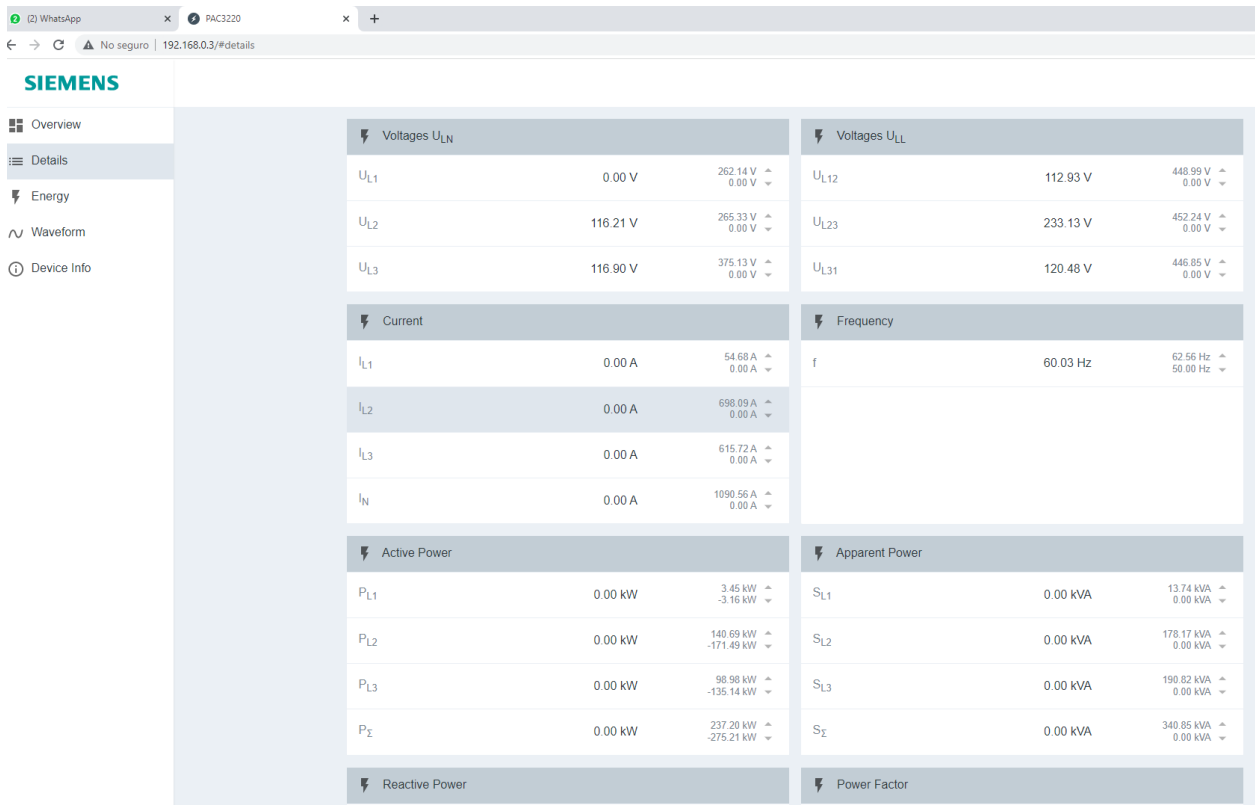 (2) WhatsApp
PAC3220
No seguro | 192.168.0.3/#details
SIEMENS
Overview
Details
Energy
Waveform
Device Info
Voltages ULN
UL1 0.00 V 262.14 V 0.00 V
UL2 116.21 V 265.33 V 0.00 V
UL3 116.90 V 375.13 V 0.00 V
Voltages ULL
UL12 112.93 V 448.99 V 0.00 V
UL23 233.13 V 452.24 V 0.00 V
UL31 120.48 V 446.85 V 0.00 V
Current
IL1 0.00 A 54.68 A 0.00 A
IL2 0.00 A 698.09 A 0.00 A
IL3 0.00 A 615.72 A 0.00 A
IN 0.00 A 1090.56 A 0.00 A
Frequency
f 60.03 Hz 62.56 Hz 50.00 Hz
Active Power
PL1 0.00 kW 3.45 kW -3.16 kW
PL2 0.00 kW 140.69 kW -171.49 kW
PL3 0.00 kW 98.98 kW -135.14 kW
PΣ 0.00 kW 237.20 kW -275.21 kW
Apparent Power
SL1 0.00 kVA 13.74 kVA 0.00 kVA
SL2 0.00 kVA 178.17 kVA 0.00 kVA
SL3 0.00 kVA 190.82 kVA 0.00 kVA
SΣ 0.00 kVA 340.85 kVA 0.00 kVA
Reactive Power
Power Factor